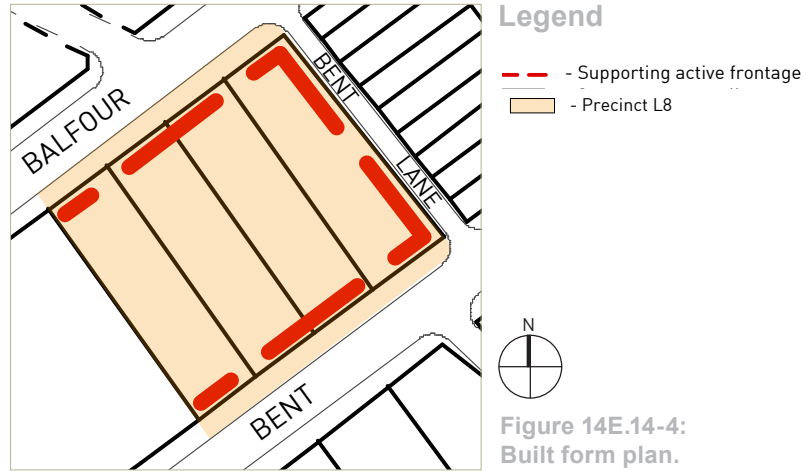 Legend
- Supporting active frontage
- Precinct L8
BALFOUR
BENT
LANE
BENT
N
Figure 14E.14-4:
Built form plan.